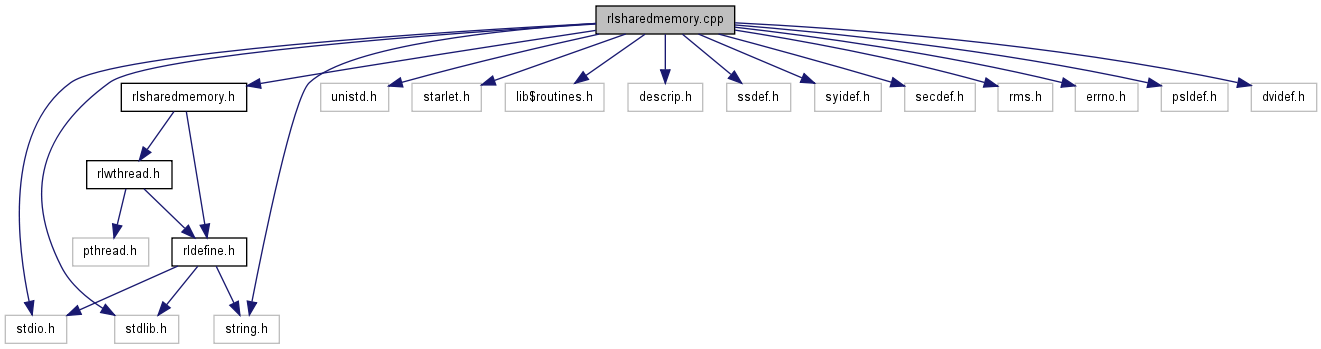 rlsharedmemory.cpp
rlsharedmemory.h
unistd.h
starlet.h
lib$routines.h
descrip.h
ssdef.h
syidef.h
secdef.h
rms.h
errno.h
psldef.h
dvidef.h
rlwthread.h
pthread.h
rldefine.h
stdio.h
stdlib.h
string.h